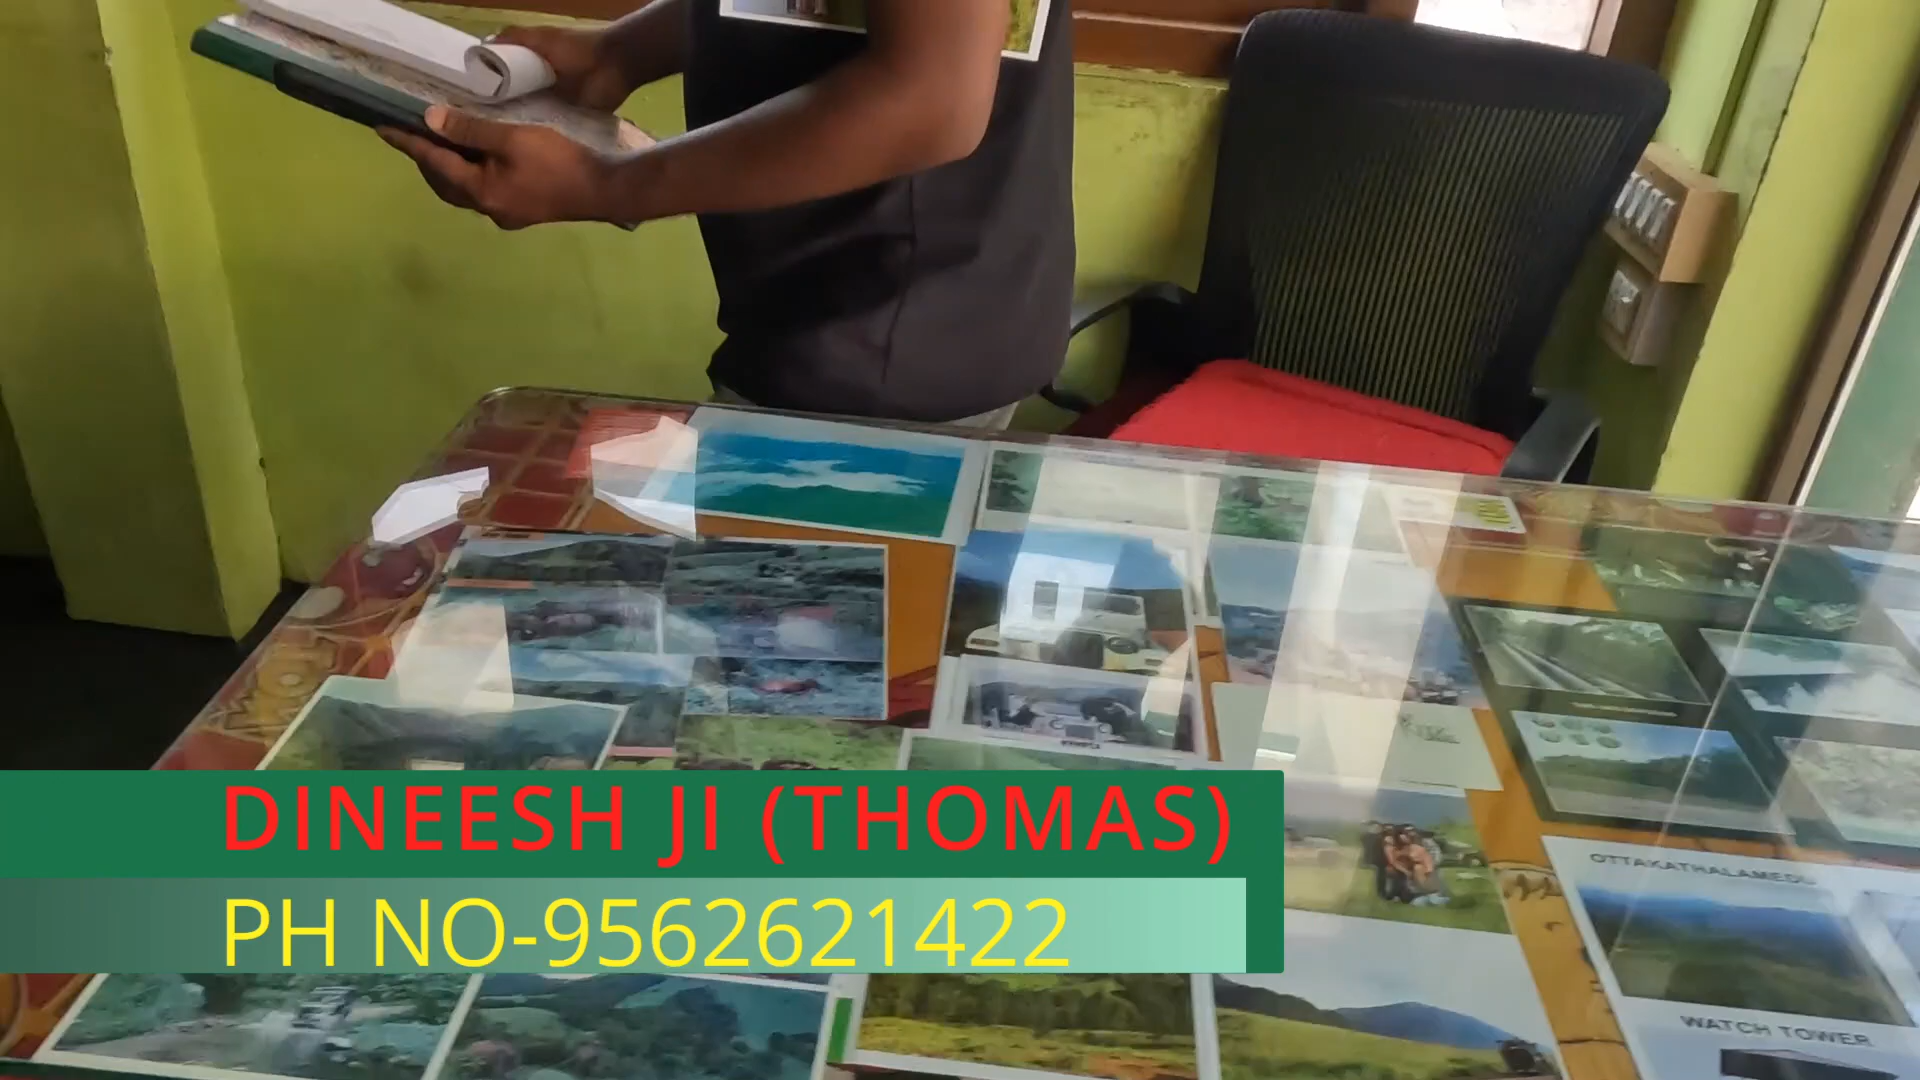 DINEESH JI (THOMAS)
PH NO-9562621422
OTTAKATHALAMEDU
WATCH TOWER